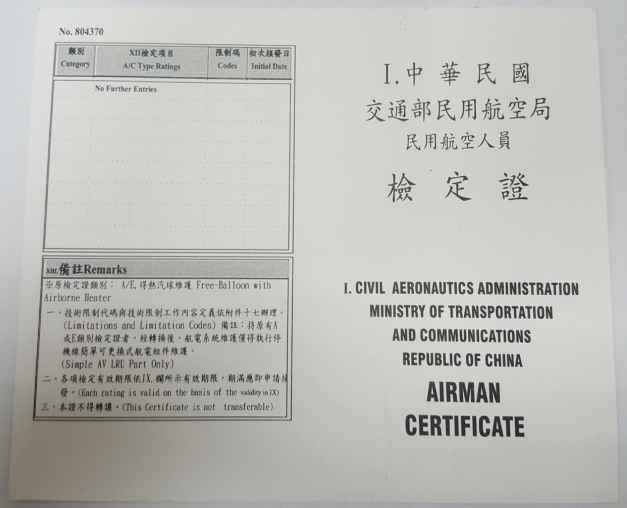 No. 804370
類別 XII檢定項目 限制碼 初次核發日
Category A/C Type Ratings Codes Initial Date
No Further Entries
XIII.備註Remarks
※原檢定證類別： A/E,得熱汽球維護 Free-Balloon with
Airborne Heater
一、技術限制代碼與技術限制工作內容定義依附件十七辦理。
(Limitations and Limitation Codes) 備註：持原有A
或E類別檢定證者，經轉換後，航電系統維護僅得執行停
機線簡單可更換式航電組件維護。
(Simple AV LRU Part Only)
二、各項檢定有效期限依IX.欄所示有效期限，期滿應即申請核
發。(Each rating is valid on the basis of the validity in IX)
三、本證不得轉讓。(This Certificate is not transferable)
I.中華民國
交通部民用航空局
民用航空人員
檢定證
I. CIVIL AERONAUTICS ADMINISTRATION
MINISTRY OF TRANSPORTATION
AND COMMUNICATIONS
REPUBLIC OF CHINA
AIRMAN
CERTIFICATE